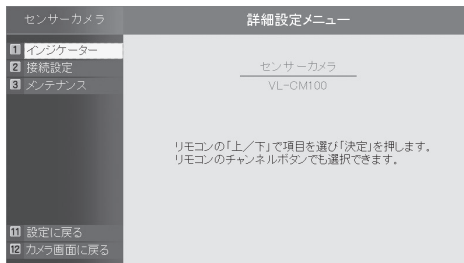 センサーカメラ
詳細設定メニュー
1 インジケーター
2 接続設定
3 メンテナンス
センサーカメラ
VL-CM100
リモコンの「上／下」で項目を選び「決定」を押します。
リモコンのチャンネルボタンでも選択できます。
11 設定に戻る
12 カメラ画面に戻る